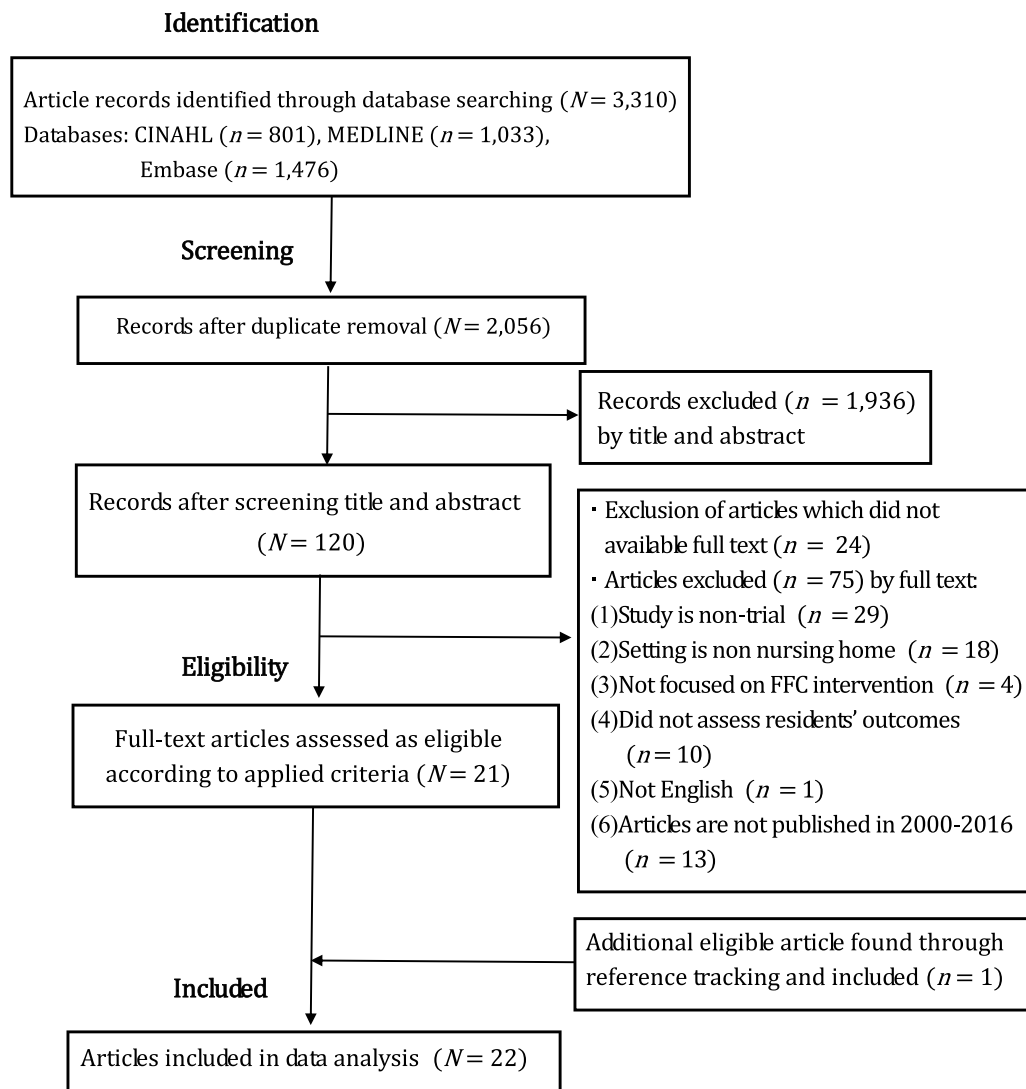 Identification
Article records identified through database searching (N = 3,310)
Databases: CINAHL (n = 801), MEDLINE (n = 1,033),
Embase (n = 1,476)
Screening
Records after duplicate removal (N = 2,056)
Records excluded (n = 1,936)
by title and abstract
Records after screening title and abstract
(N = 120)
· Exclusion of articles which did not
available full text (n = 24)
· Articles excluded (n = 75) by full text:
(1)Study is non-trial (n = 29)
(2)Setting is non nursing home (n = 18)
(3)Not focused on FFC intervention (n = 4)
(4)Did not assess residents' outcomes
(n = 10)
(5)Not English (n = 1)
(6)Articles are not published in 2000-2016
(n = 13)
Eligibility
Full-text articles assessed as eligible
according to applied criteria (N = 21)
Additional eligible article found through
reference tracking and included (n = 1)
Included
Articles included in data analysis (N = 22)